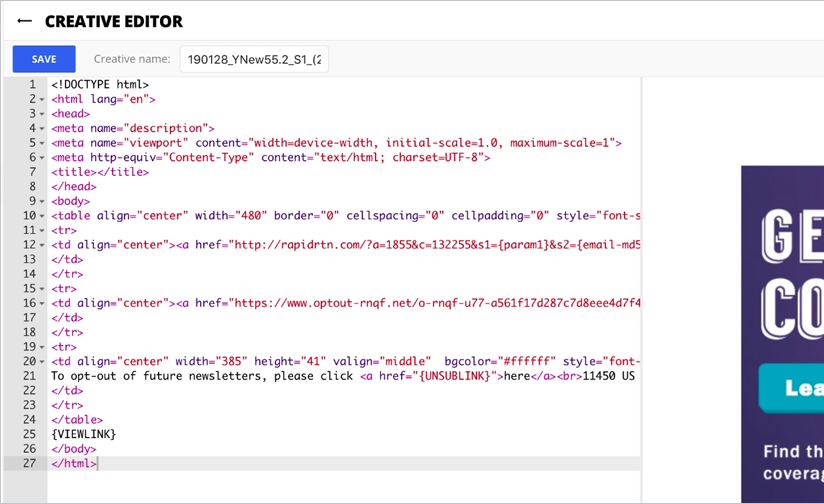 ← CREATIVE EDITOR
SAVE Creative name: 190128_YNew55.2_S1_(2
1 <!DOCTYPE html>
2 <html lang="en">
3 <head>
4 <meta name="description">
5 <meta name="viewport" content="width=device-width, initial-scale=1.0, maximum-scale=1">
6 <meta http-equiv="Content-Type" content="text/html; charset=UTF-8">
7 <title></title>
8 </head>
9 <body>
10 <table align="center" width="480" border="0" cellspacing="0" cellpadding="0" style="font-s
11 <tr>
12 <td align="center"><a href="http://rapidrtn.com/?a=1855&c=132255&s1={param1}&s2={email-md5
13 </td>
14 </tr>
15 <tr>
16 <td align="center"><a href="https://www.optout-rnqf.net/o-rnqf-u77-a561f17d287c7d8eee4d7f4
17 </td>
18 </tr>
19 <tr>
20 <td align="center" width="385" height="41" valign="middle"  bgcolor="#ffffff" style="font-
21 To opt-out of future newsletters, please click <a href="{UNSUBLINK}">here</a><br>11450 US
22 </td>
23 </tr>
24 </table>
25 {VIEWLINK}
26 </body>
27 </html>
GE
CO
Lea
Find th
coverag